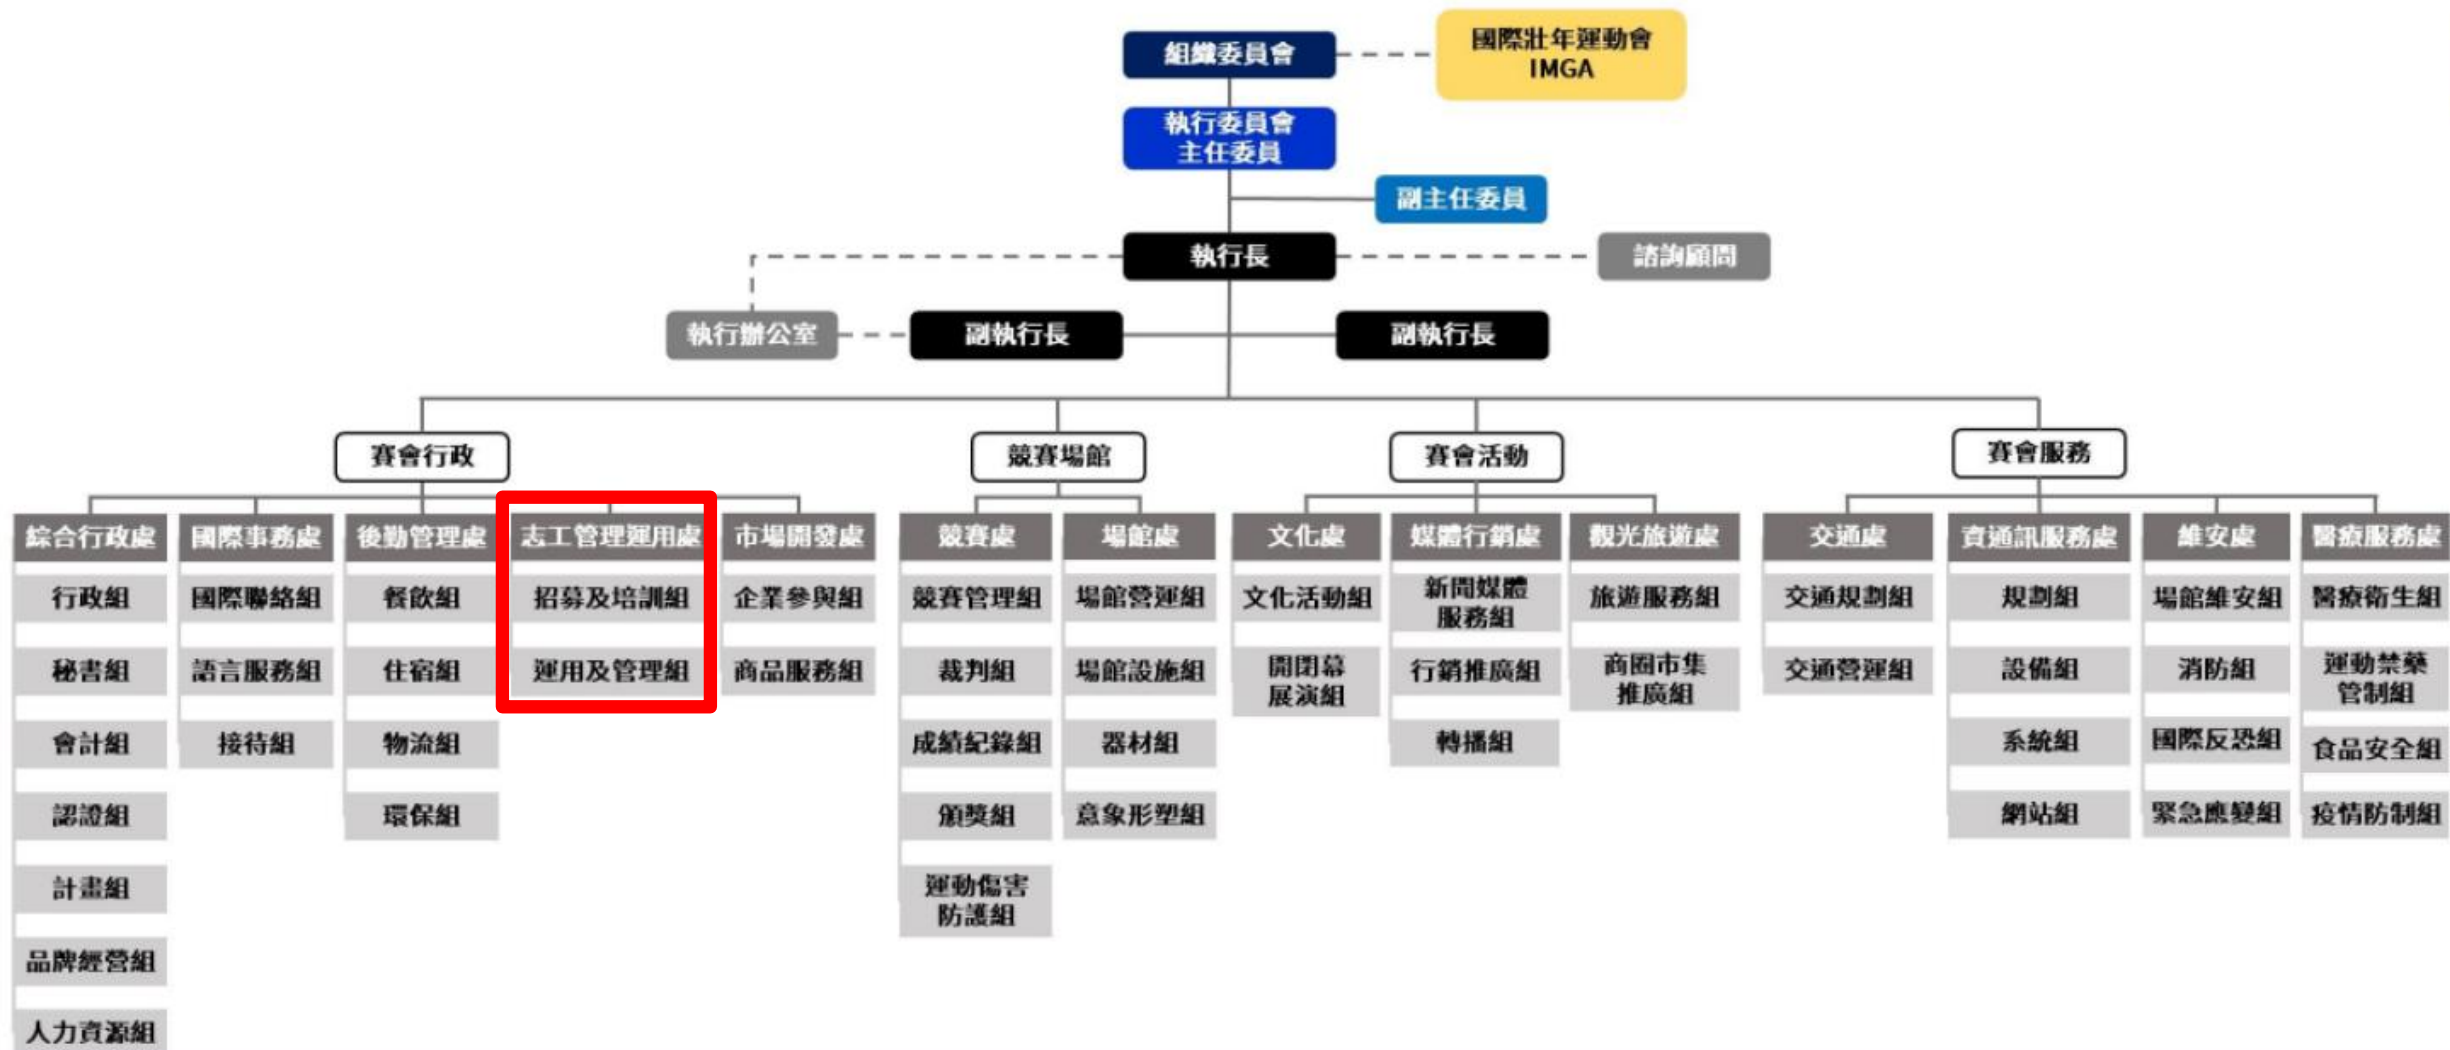 組織委員會
國際壯年運動會
IMGA
執行委員會
主任委員
副主任委員
執行長
諮詢顧問
執行辦公室
副執行長
副執行長
賽會行政
競賽場館
賽會活動
賽會服務
綜合行政處
行政組
秘書組
會計組
認證組
計畫組
品牌經營組
人力資源組
國際事務處
國際聯絡組
語言服務組
接待組
後勤管理處
餐飲組
住宿組
物流組
環保組
志工管理運用處
招募及培訓組
運用及管理組
市場開發處
企業參與組
商品服務組
競賽處
競賽管理組
裁判組
成績紀錄組
頒獎組
運動傷害
防護組
場館處
場館營運組
場館設施組
器材組
意象形塑組
文化處
文化活動組
開閉幕
展演組
媒體行銷處
新聞媒體
服務組
行銷推廣組
轉播組
觀光旅遊處
旅遊服務組
商圈市集
推廣組
交通處
交通規劃組
交通營運組
資通訊服務處
規劃組
設備組
系統組
網站組
維安處
場館維安組
消防組
國際反恐組
緊急應變組
醫療服務處
醫療衛生組
運動禁藥
管制組
食品安全組
疫情防制組